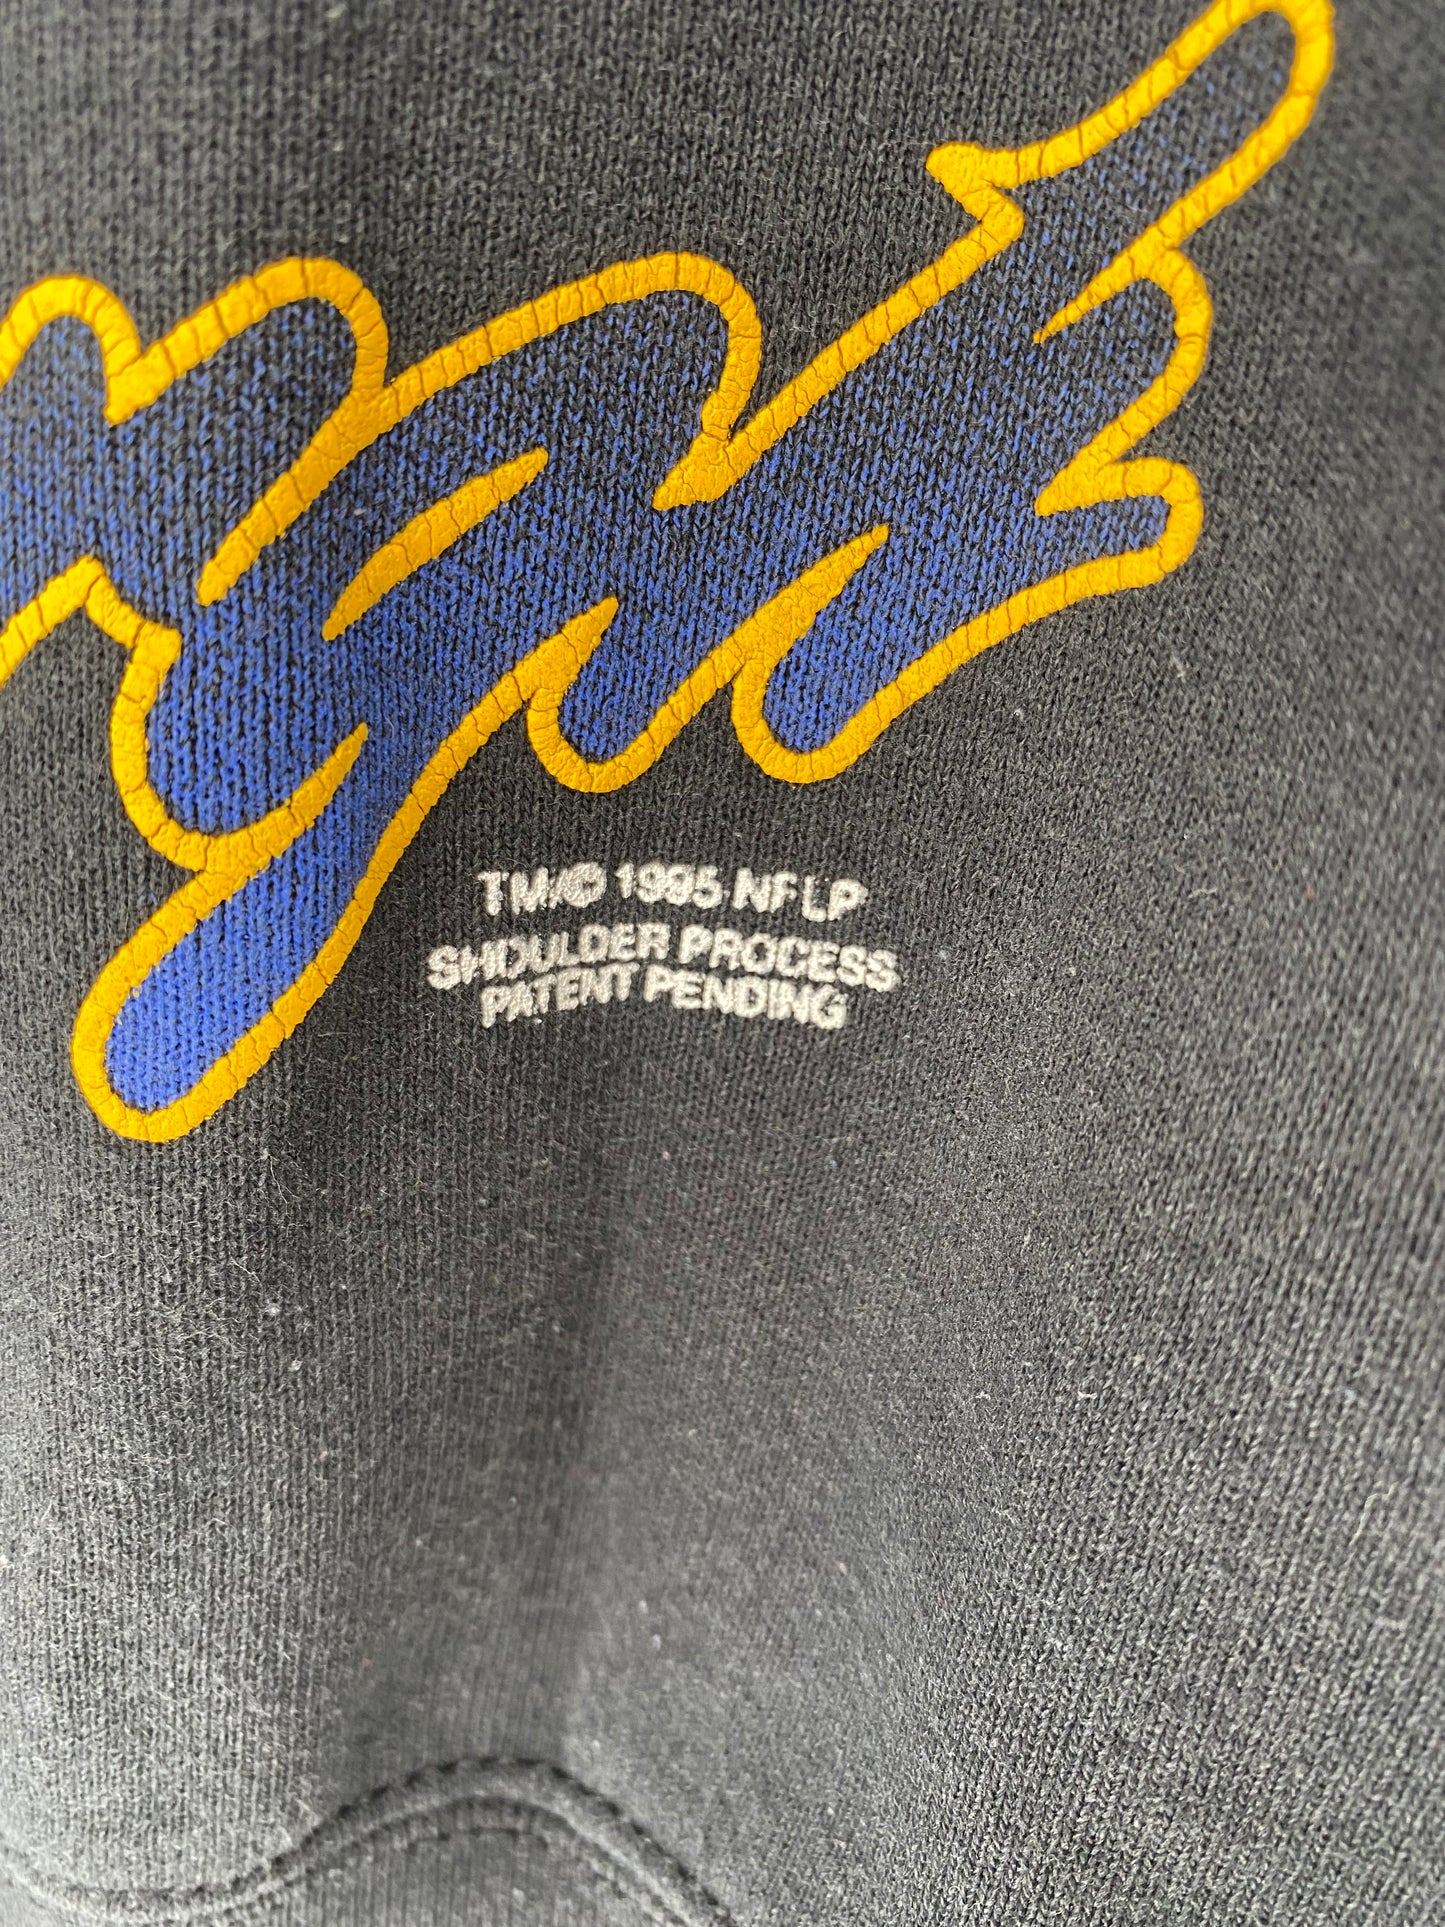 TM/© 1995 NFLP
SHOULDER PROCESS
PATENT PENDING